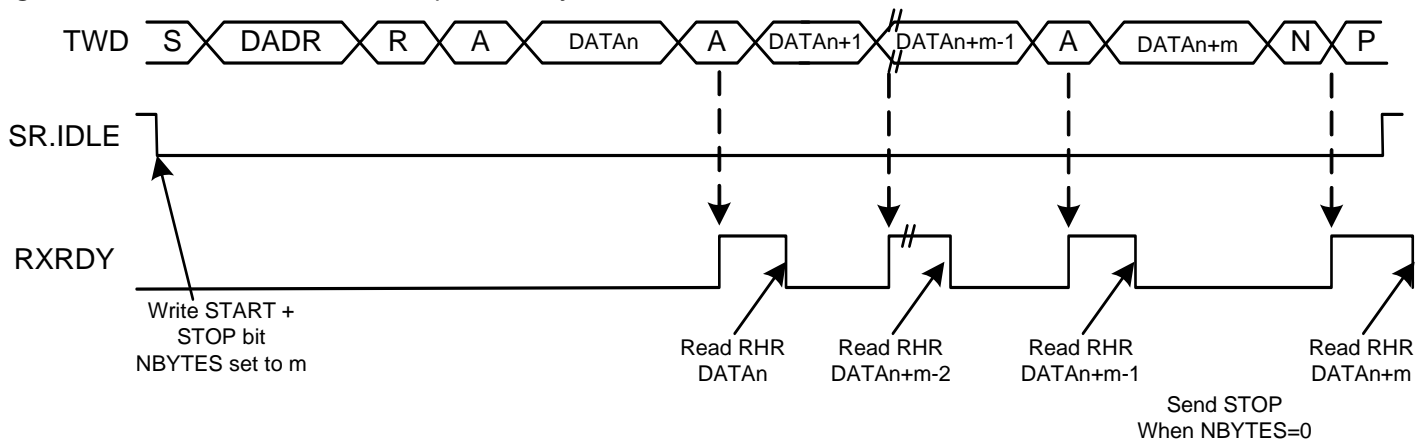 TWD S DADR R A DATAn A DATAn+1 DATAn+m-1 A DATAn+m N P
SR.IDLE
RXRDY
Write START +
STOP bit
NBYTES set to m
Read RHR
DATAn
Read RHR
DATAn+m-2
Read RHR
DATAn+m-1
Send STOP
When NBYTES=0
Read RHR
DATAn+m